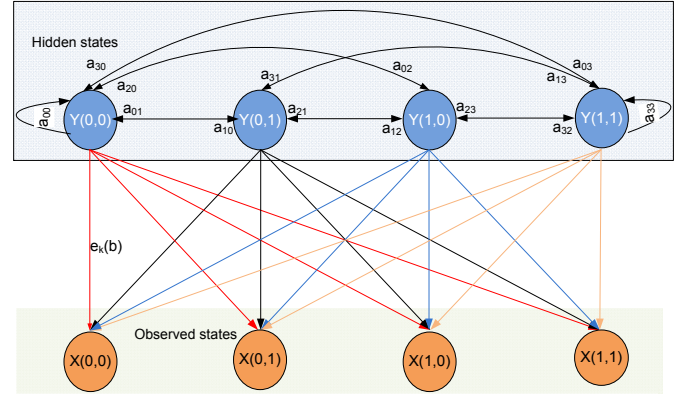 Hidden states
a₃₀
a₀₃
a₂₀
a₃₁
a₀₂
a₁₃
Y(0,0)
a₀₁
Y(0,1)
a₂₁
Y(1,0)
a₂₃
Y(1,1)
a₀₀
a₁₀
a₁₂
a₃₂
a₃₃
eₖ(b)
Observed states
X(0,0)
X(0,1)
X(1,0)
X(1,1)